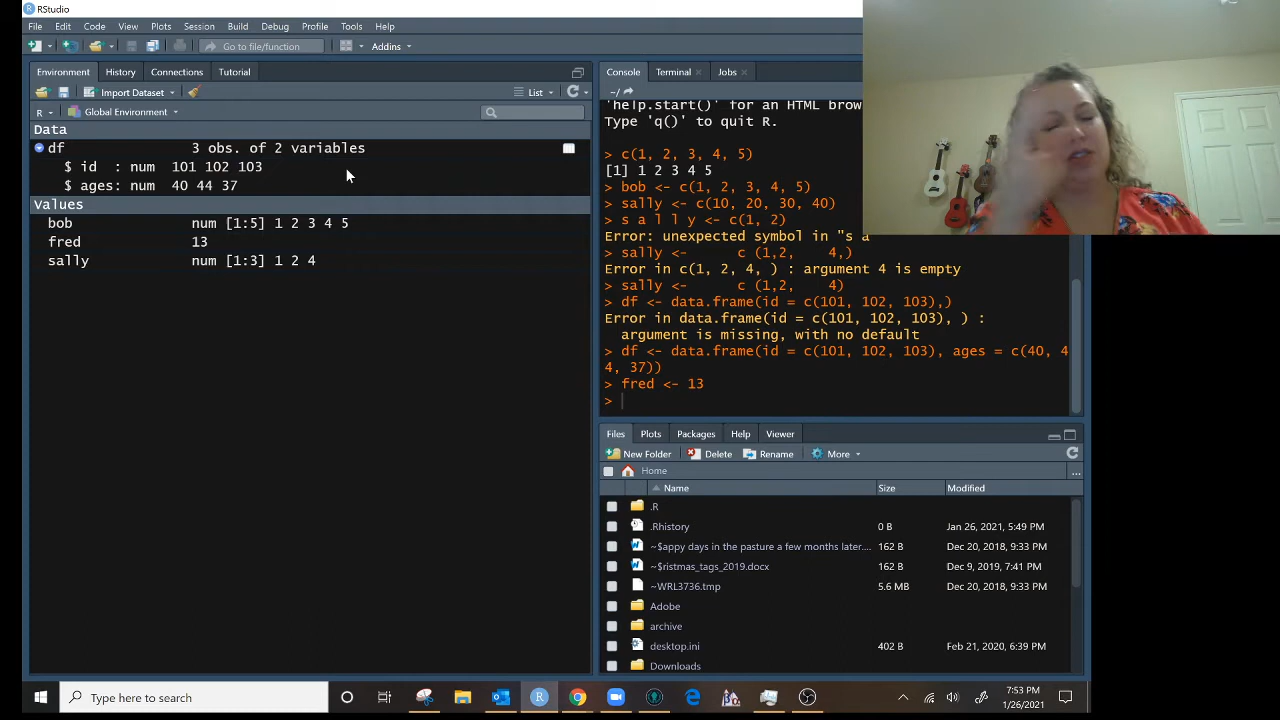 RStudio
File Edit Code View Plots Session Build Debug Profile Tools Help
Go to file/function Addins
Environment History Connections Tutorial
Import Dataset List
R Global Environment
Data
df 3 obs. of 2 variables
$ id : num 101 102 103
$ ages: num 40 44 37
Values
bob num [1:5] 1 2 3 4 5
fred 13
sally num [1:3] 1 2 4
Console Terminal Jobs
~/
'help.start()' for an HTML brow
Type 'q()' to quit R.
> c(1, 2, 3, 4, 5)
[1] 1 2 3 4 5
> bob <- c(1, 2, 3, 4, 5)
> sally <- c(10, 20, 30, 40)
> s a l l y <- c(1, 2)
Error: unexpected symbol in "s a"
> sally <- c (1,2, 4,)
Error in c(1, 2, 4, ) : argument 4 is empty
> sally <- c (1,2, 4)
> df <- data.frame(id = c(101, 102, 103),)
Error in data.frame(id = c(101, 102, 103), ) :
argument is missing, with no default
> df <- data.frame(id = c(101, 102, 103), ages = c(40, 4
4, 37))
> fred <- 13
>
Files Plots Packages Help Viewer
New Folder Delete Rename More
Home ...
Name Size Modified
.R
.Rhistory 0 B Jan 26, 2021, 5:49 PM
~$appy days in the pasture a few months later.... 162 B Dec 20, 2018, 9:33 PM
~$ristmas_tags_2019.docx 162 B Dec 9, 2019, 7:41 PM
~WRL3736.tmp 5.6 MB Dec 20, 2018, 9:33 PM
Adobe
archive
desktop.ini 402 B Feb 21, 2020, 6:39 PM
Downloads
Type here to search
7:53 PM
1/26/2021